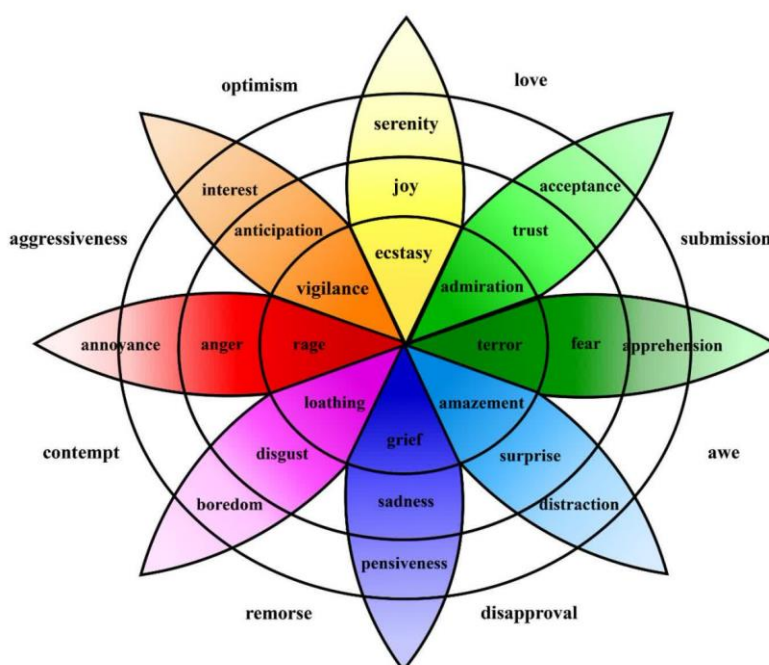 optimism
love
serenity
interest
joy
acceptance
anticipation
trust
aggressiveness
submission
ecstasy
vigilance
admiration
annoyance
anger
rage
terror
fear
apprehension
loathing
amazement
grief
contempt
disgust
surprise
awe
boredom
sadness
distraction
pensiveness
remorse
disapproval